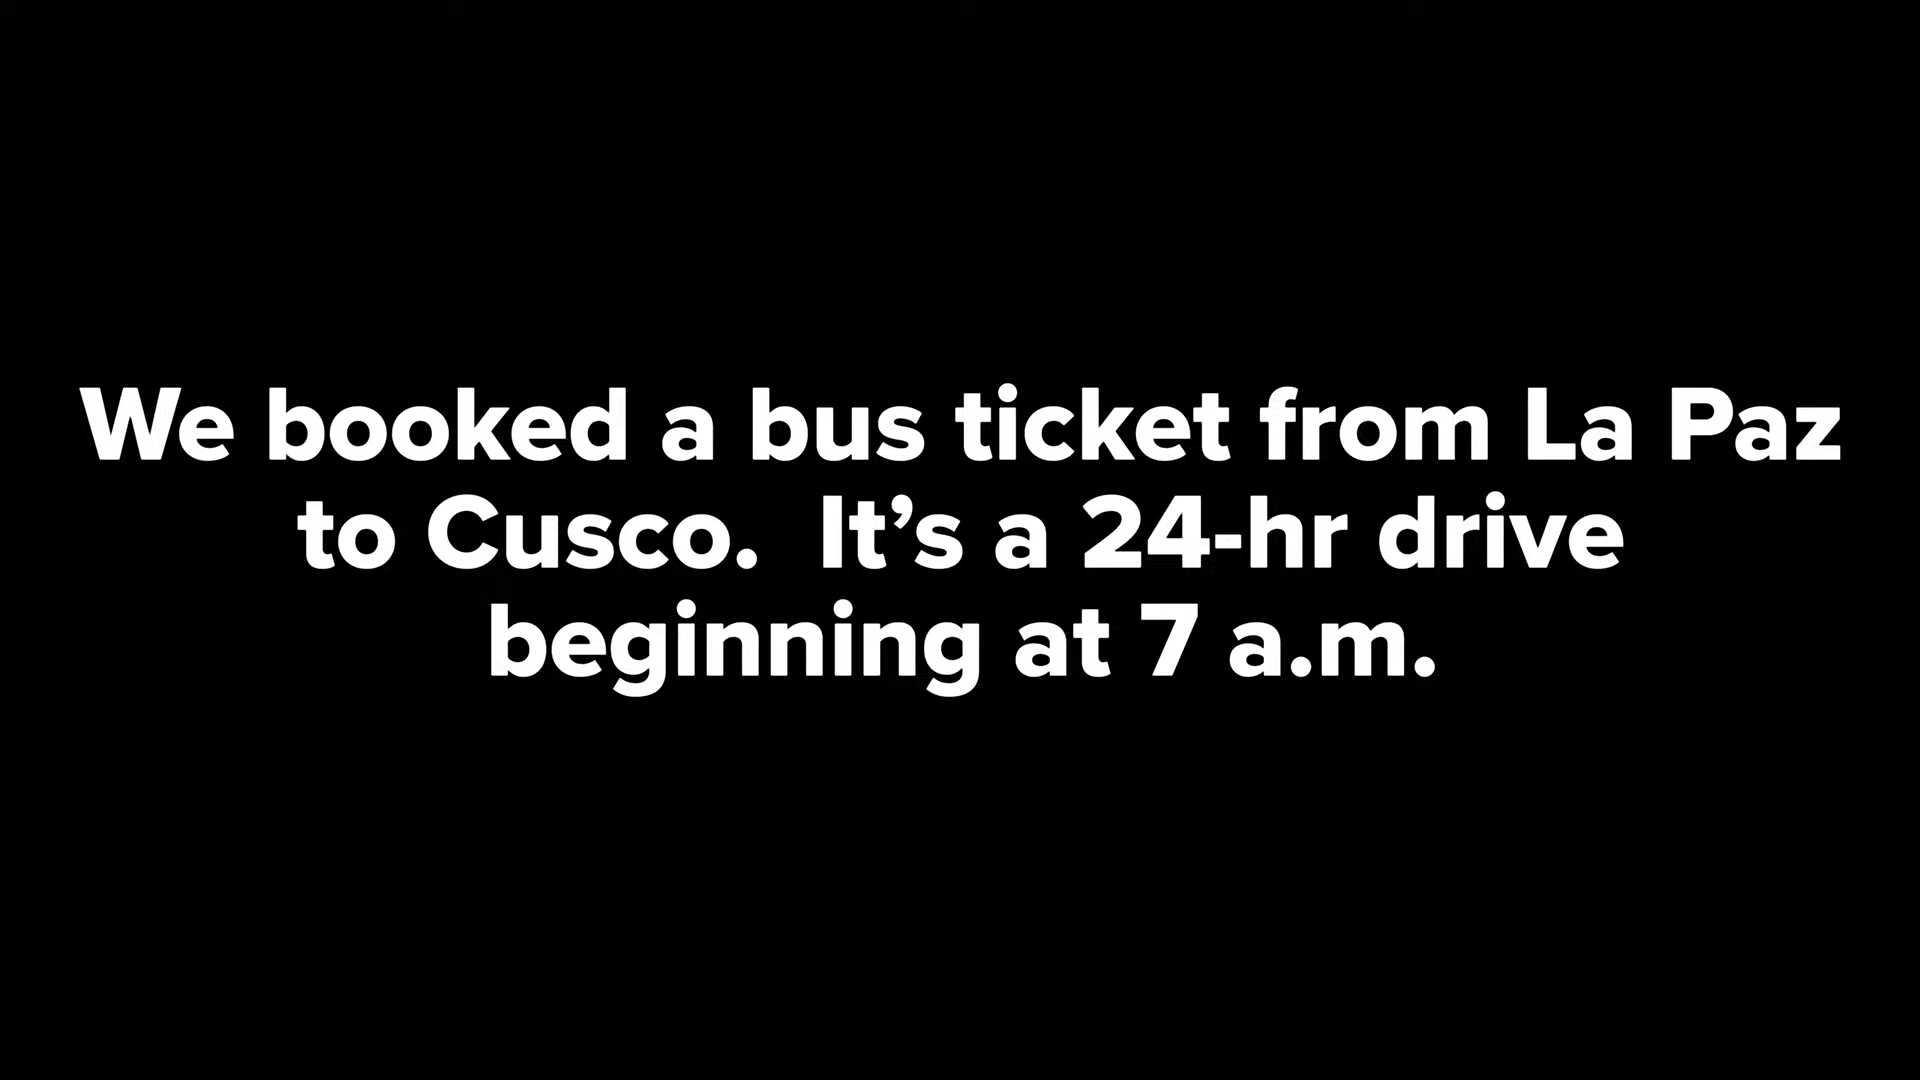 We booked a bus ticket from La Paz
to Cusco.  It’s a 24-hr drive
beginning at 7 a.m.